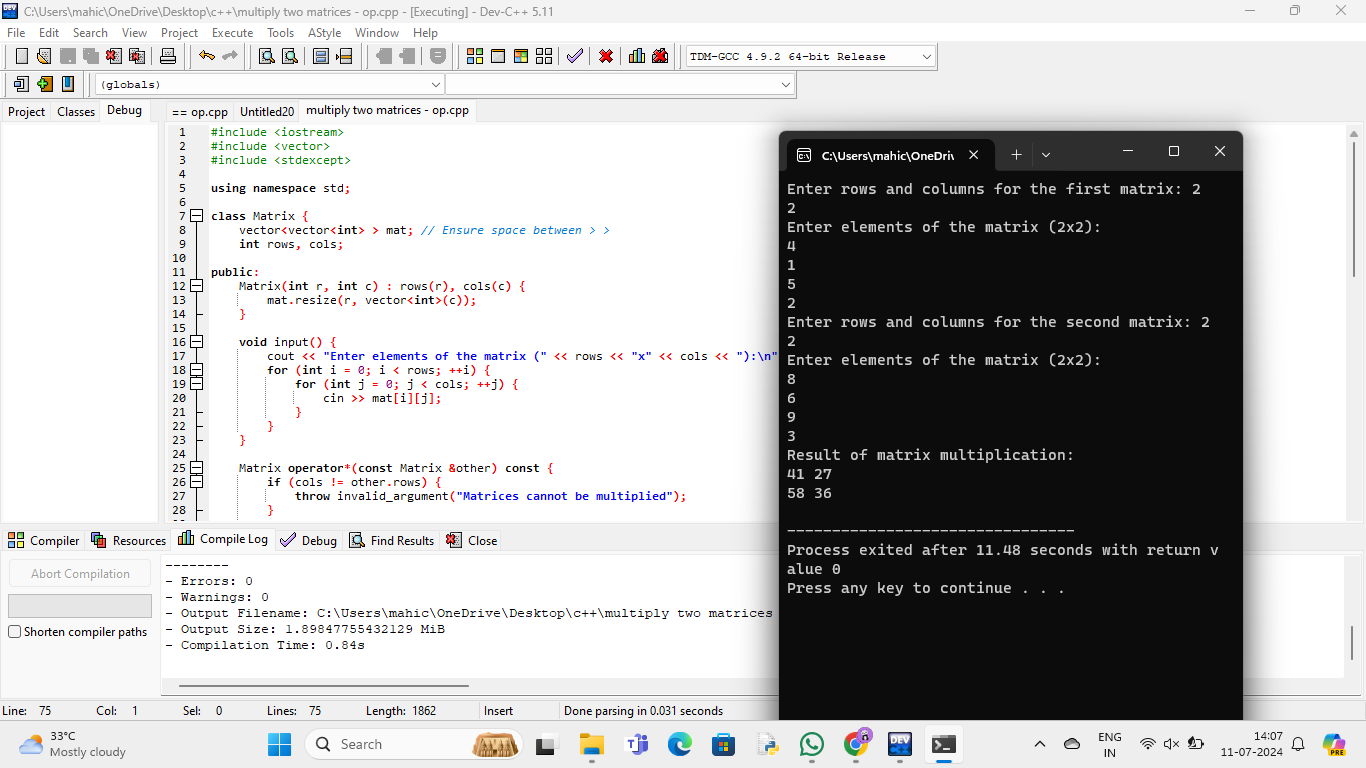 C:\Users\mahic\OneDrive\Desktop\c++\multiply two matrices - op.cpp - [Executing] - Dev-C++ 5.11
File Edit Search View Project Execute Tools AStyle Window Help
TDM-GCC 4.9.2 64-bit Release
(globals)
Project Classes Debug
== op.cpp Untitled20 multiply two matrices - op.cpp
1 #include <iostream>
2 #include <vector>
3 #include <stdexcept>
4
5 using namespace std;
6
7 class Matrix {
8 vector<vector<int> > mat; // Ensure space between > >
9 int rows, cols;
10
11 public:
12 Matrix(int r, int c) : rows(r), cols(c) {
13 mat.resize(r, vector<int>(c));
14 }
15
16 void input() {
17 cout << "Enter elements of the matrix (" << rows << "x" << cols << "):\n"
18 for (int i = 0; i < rows; ++i) {
19 for (int j = 0; j < cols; ++j) {
20 cin >> mat[i][j];
21 }
22 }
23 }
24
25 Matrix operator*(const Matrix &other) const {
26 if (cols != other.rows) {
27 throw invalid_argument("Matrices cannot be multiplied");
28 }
C:\Users\mahic\OneDri
Enter rows and columns for the first matrix: 2
2
Enter elements of the matrix (2x2):
4
1
5
2
Enter rows and columns for the second matrix: 2
2
Enter elements of the matrix (2x2):
8
6
9
3
Result of matrix multiplication:
41 27
58 36
--------------------------------
Process exited after 11.48 seconds with return v
alue 0
Press any key to continue . . .
Compiler Resources Compile Log Debug Find Results Close
Abort Compilation
Shorten compiler paths
--------
- Errors: 0
- Warnings: 0
- Output Filename: C:\Users\mahic\OneDrive\Desktop\c++\multiply two matrices
- Output Size: 1.89847755432129 MiB
- Compilation Time: 0.84s
Line: 75 Col: 1 Sel: 0 Lines: 75 Length: 1862 Insert Done parsing in 0.031 seconds
33°C
Mostly cloudy
Search
DEV
ENG
IN
14:07
11-07-2024
PRE